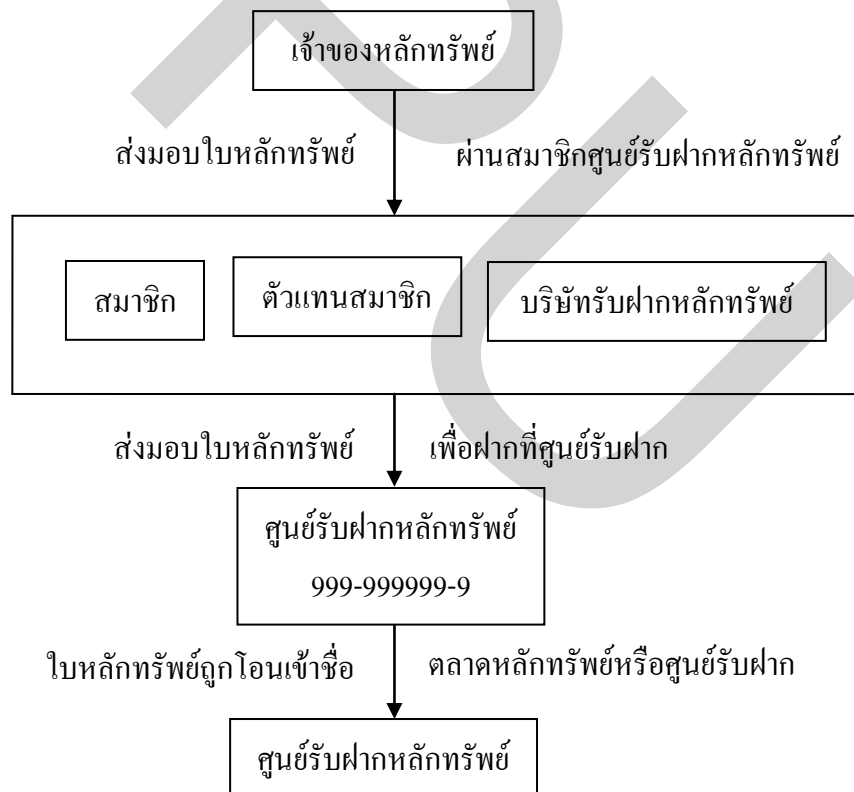 เจ้าของหลักทรัพย์
ส่งมอบใบหลักทรัพย์ ผ่านสมาชิกศูนย์รับฝากหลักทรัพย์
สมาชิก ตัวแทนสมาชิก บริษัทรับฝากหลักทรัพย์
ส่งมอบใบหลักทรัพย์ เพื่อฝากที่ศูนย์รับฝาก
ศูนย์รับฝากหลักทรัพย์
999-999999-9
ใบหลักทรัพย์ถูกโอนเข้าชื่อ ตลาดหลักทรัพย์หรือศูนย์รับฝาก
ศูนย์รับฝากหลักทรัพย์